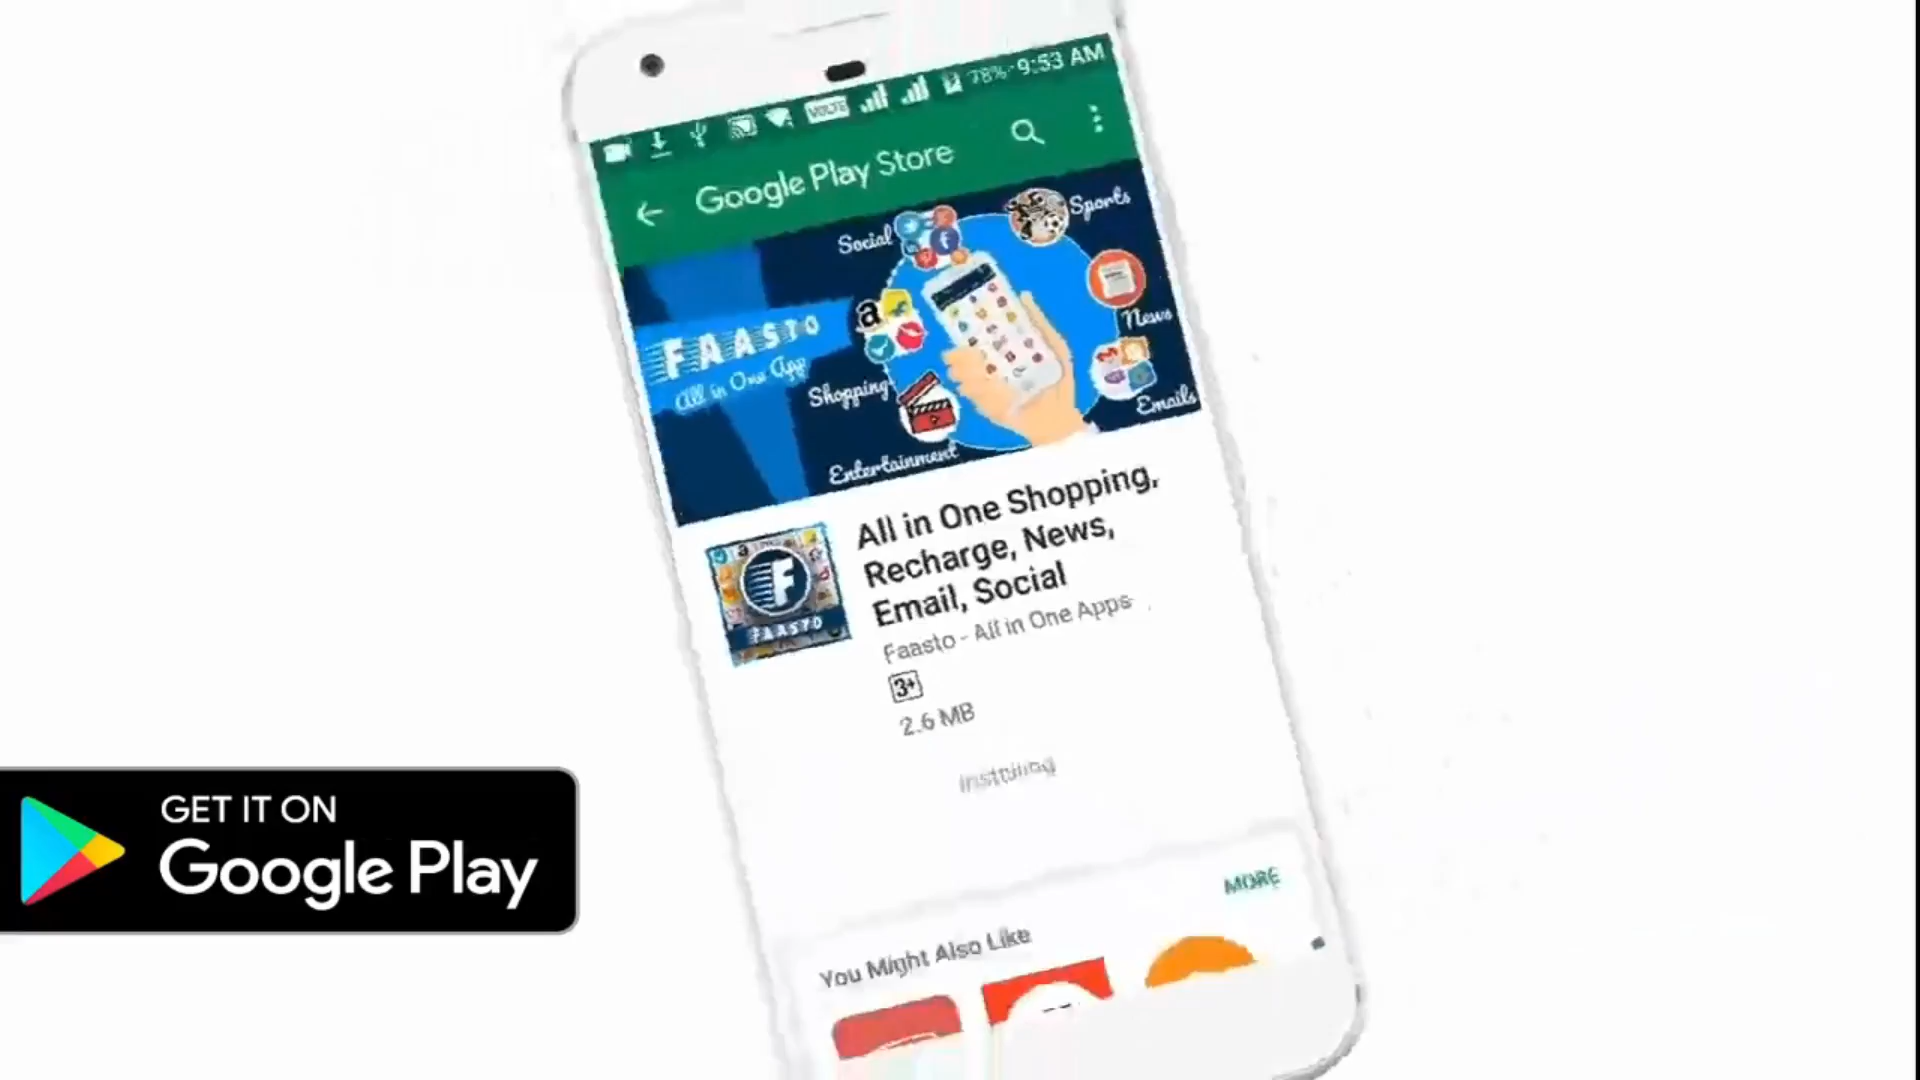 78% 9:53 AM
Google Play Store
Social
Sports
FAASTO
All in One App
News
Shopping
Emails
Entertainment
All in One Shopping,
Recharge, News,
Email, Social
FAASTO
Faasto - All in One Apps
3+
2.6 MB
GET IT ON
Google Play
MORE
You Might Also Like